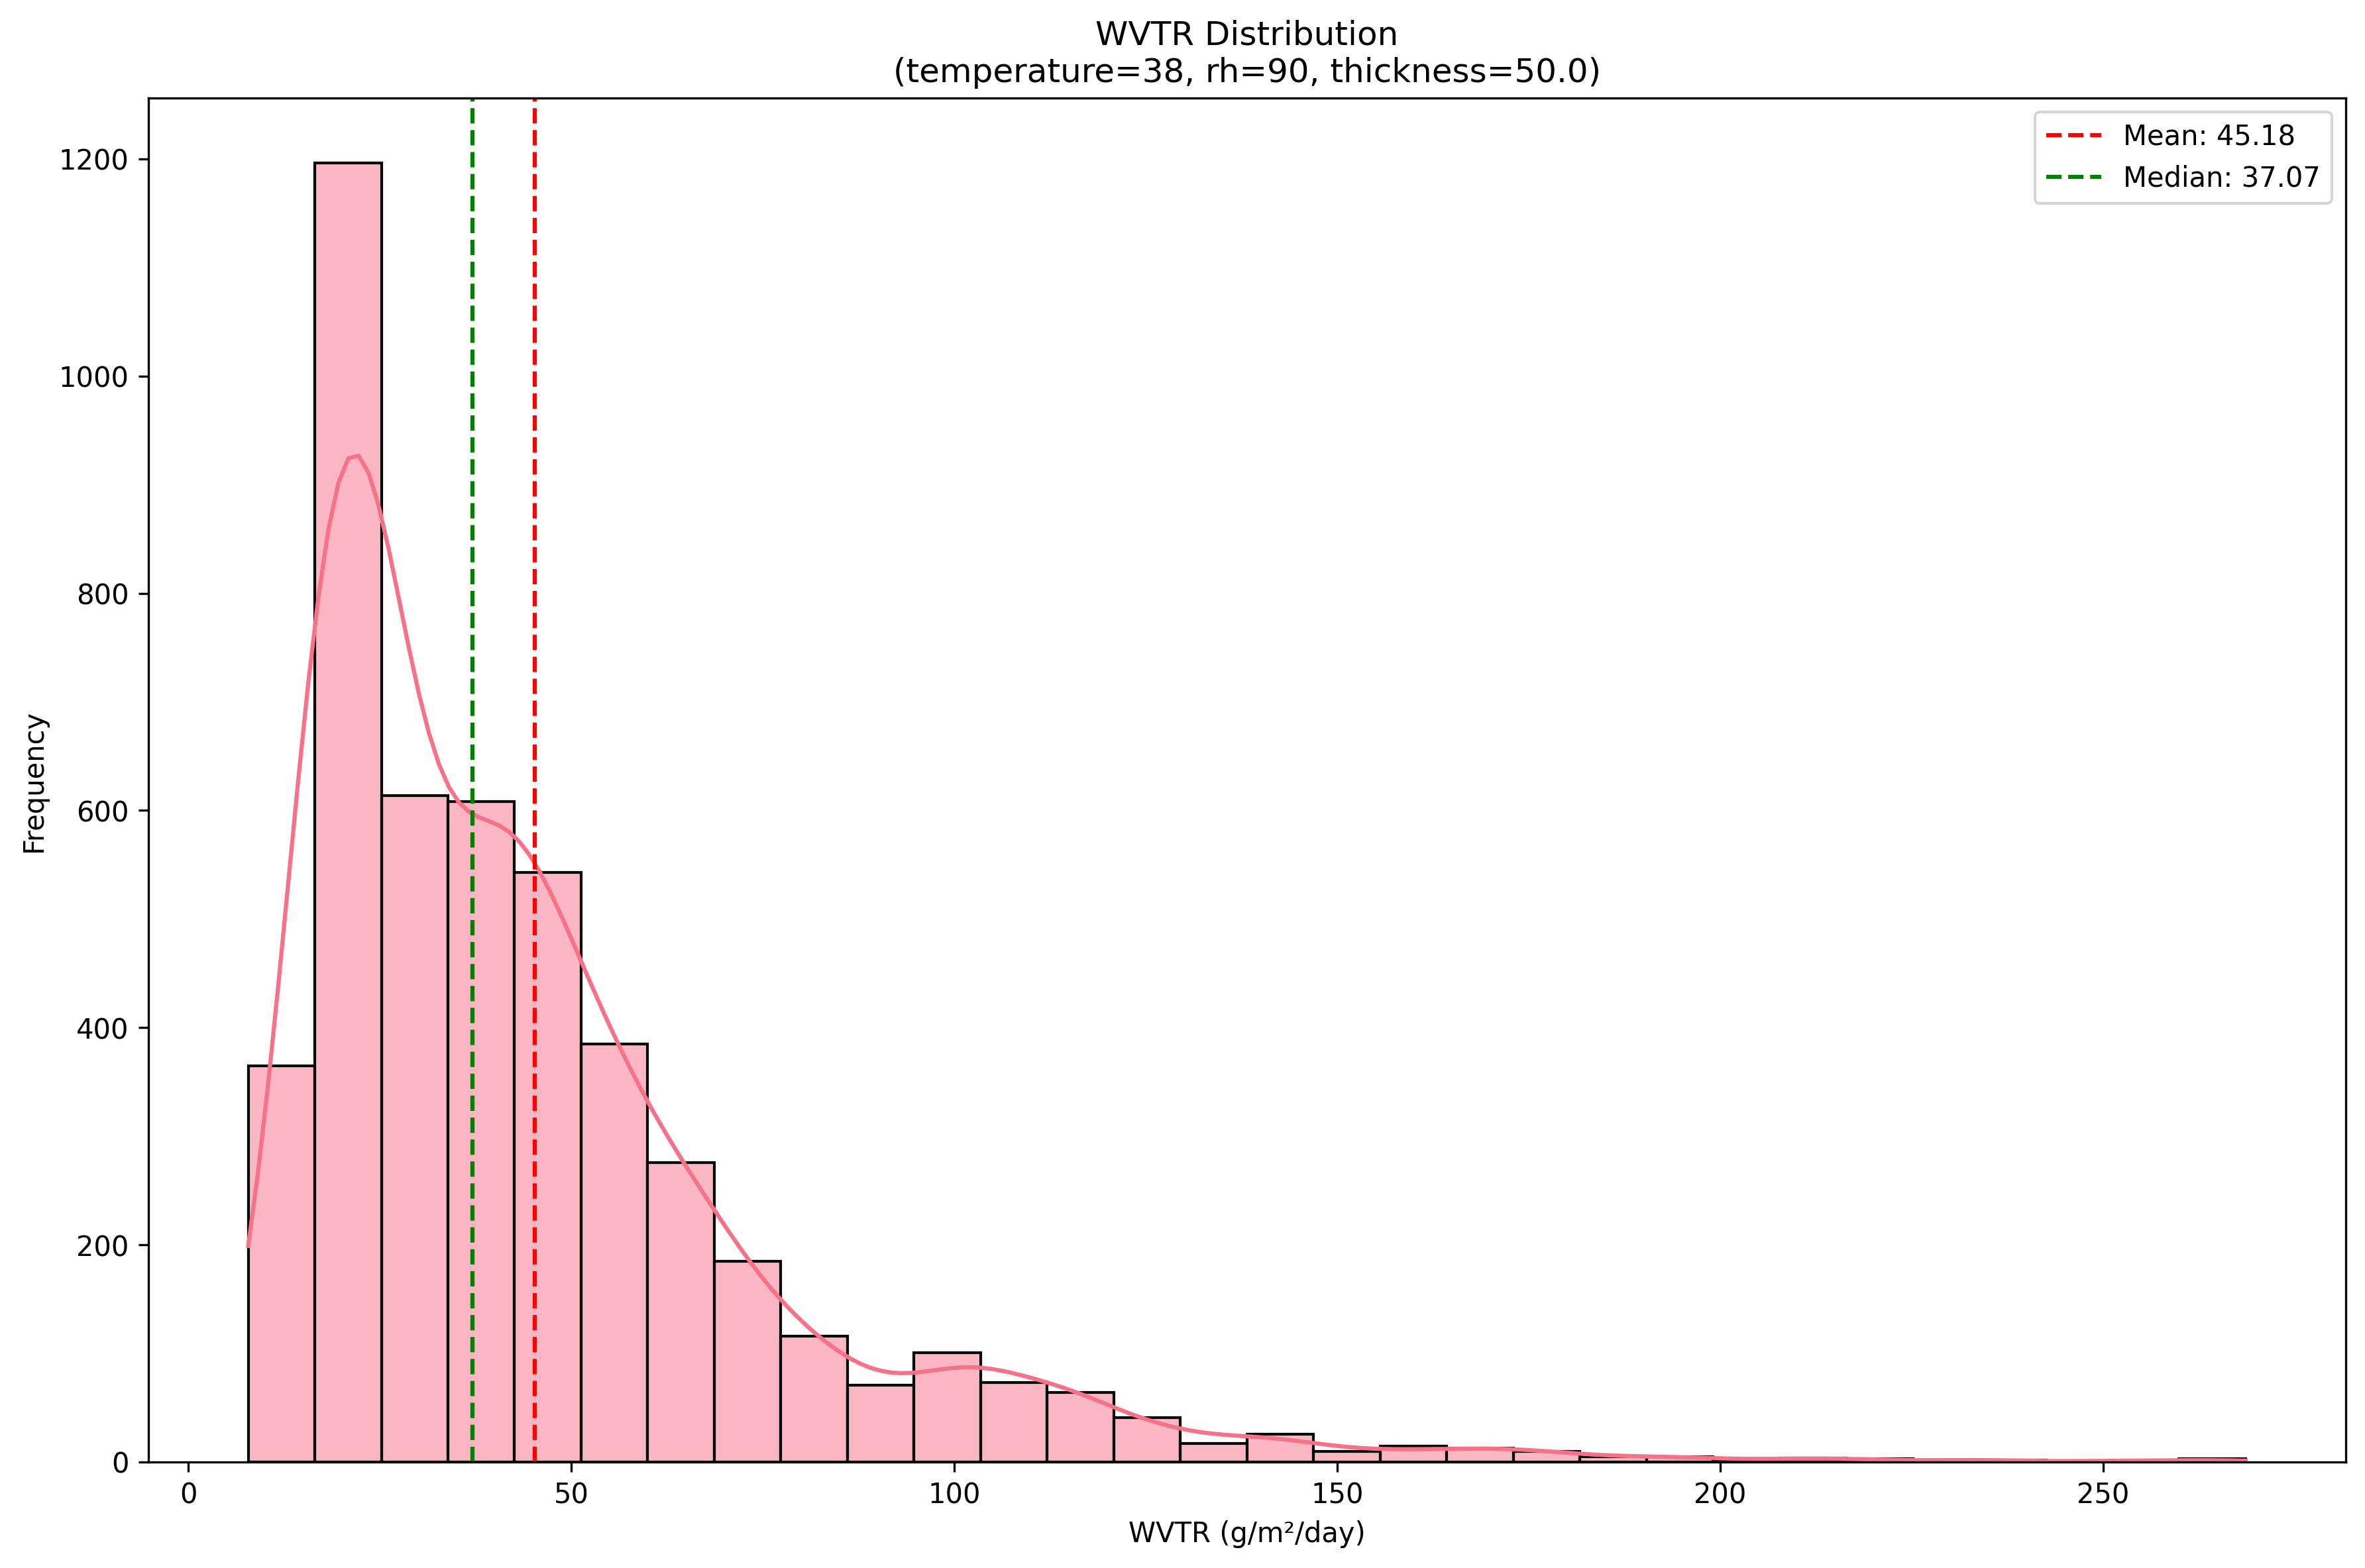 WVTR Distribution
(temperature=38, rh=90, thickness=50.0)
Mean: 45.18
Median: 37.07
Frequency
1200
1000
800
600
400
200
0
0 50 100 150 200 250
WVTR (g/m²/day)